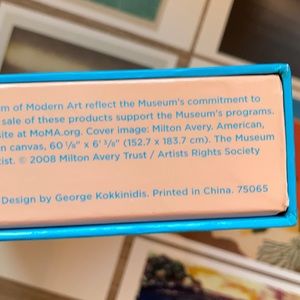 m of Modern Art reflect the Museum's commitment to
sale of these products support the Museum's programs.
site at MoMA.org. Cover image: Milton Avery, American,
n canvas, 60 1/8" x 6' 3/8" (152.7 x 183.7 cm). The Museum
tist. © 2008 Milton Avery Trust / Artists Rights Society
Design by George Kokkinidis. Printed in China. 75065